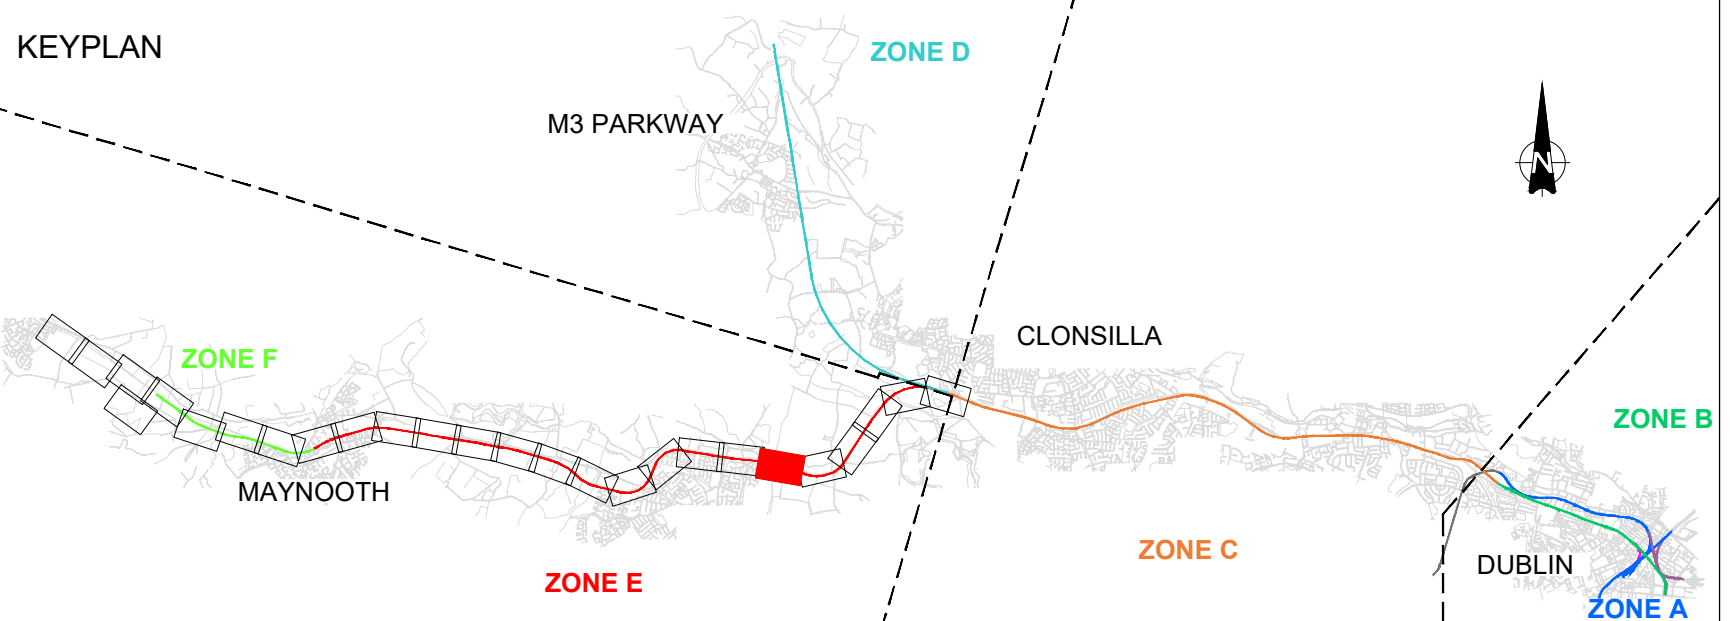 KEYPLAN
ZONE D
M3 PARKWAY
N
CLONSILLA
ZONE F
ZONE B
MAYNOOTH
ZONE C
DUBLIN
ZONE E
ZONE A